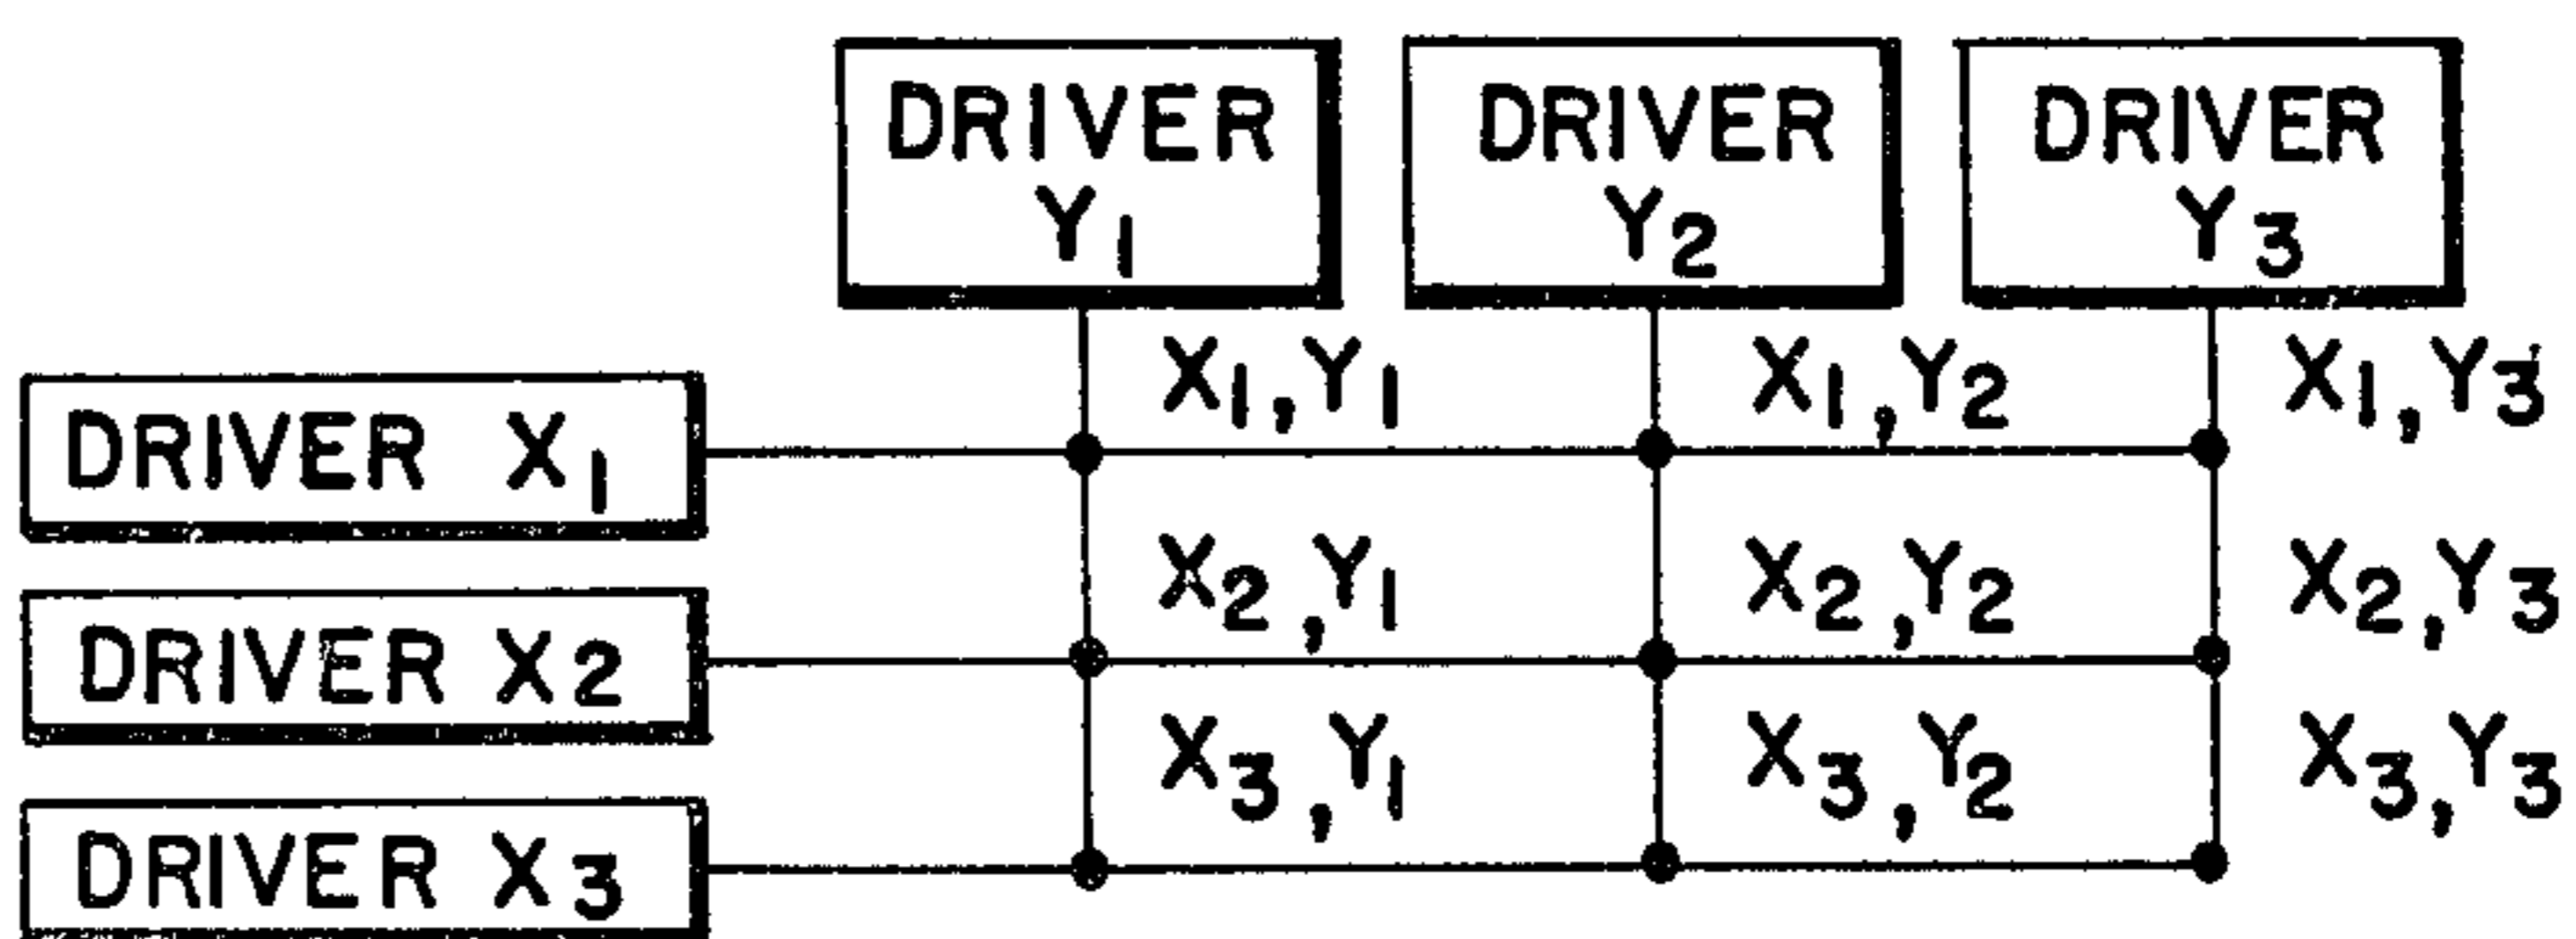 DRIVER Y₁ DRIVER Y₂ DRIVER Y₃
X₁,Y₁ X₁,Y₂ X₁,Y₃
DRIVER X₁
X₂,Y₁ X₂,Y₂ X₂,Y₃
DRIVER X₂
X₃,Y₁ X₃,Y₂ X₃,Y₃
DRIVER X₃